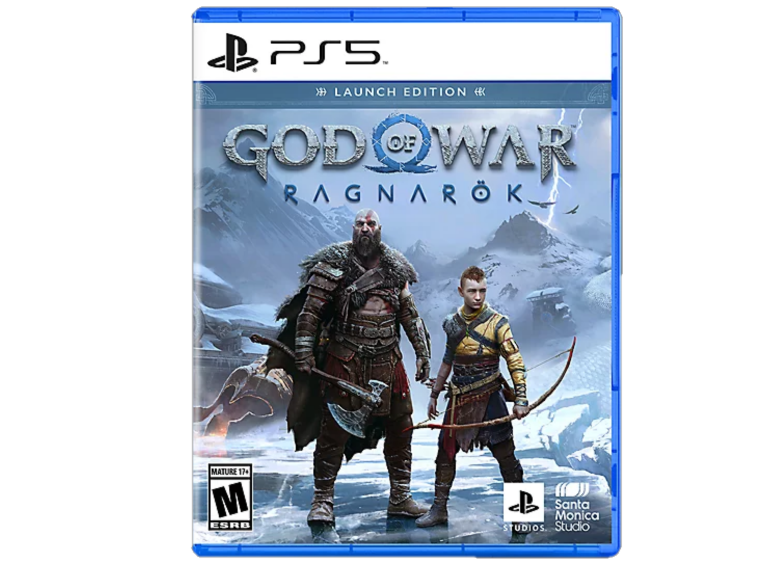 PS5
LAUNCH EDITION
GOD OF WAR
RAGNARÖK
MATURE 17+
M
ESRB
STUDIOS
Santa
Monica
Studio